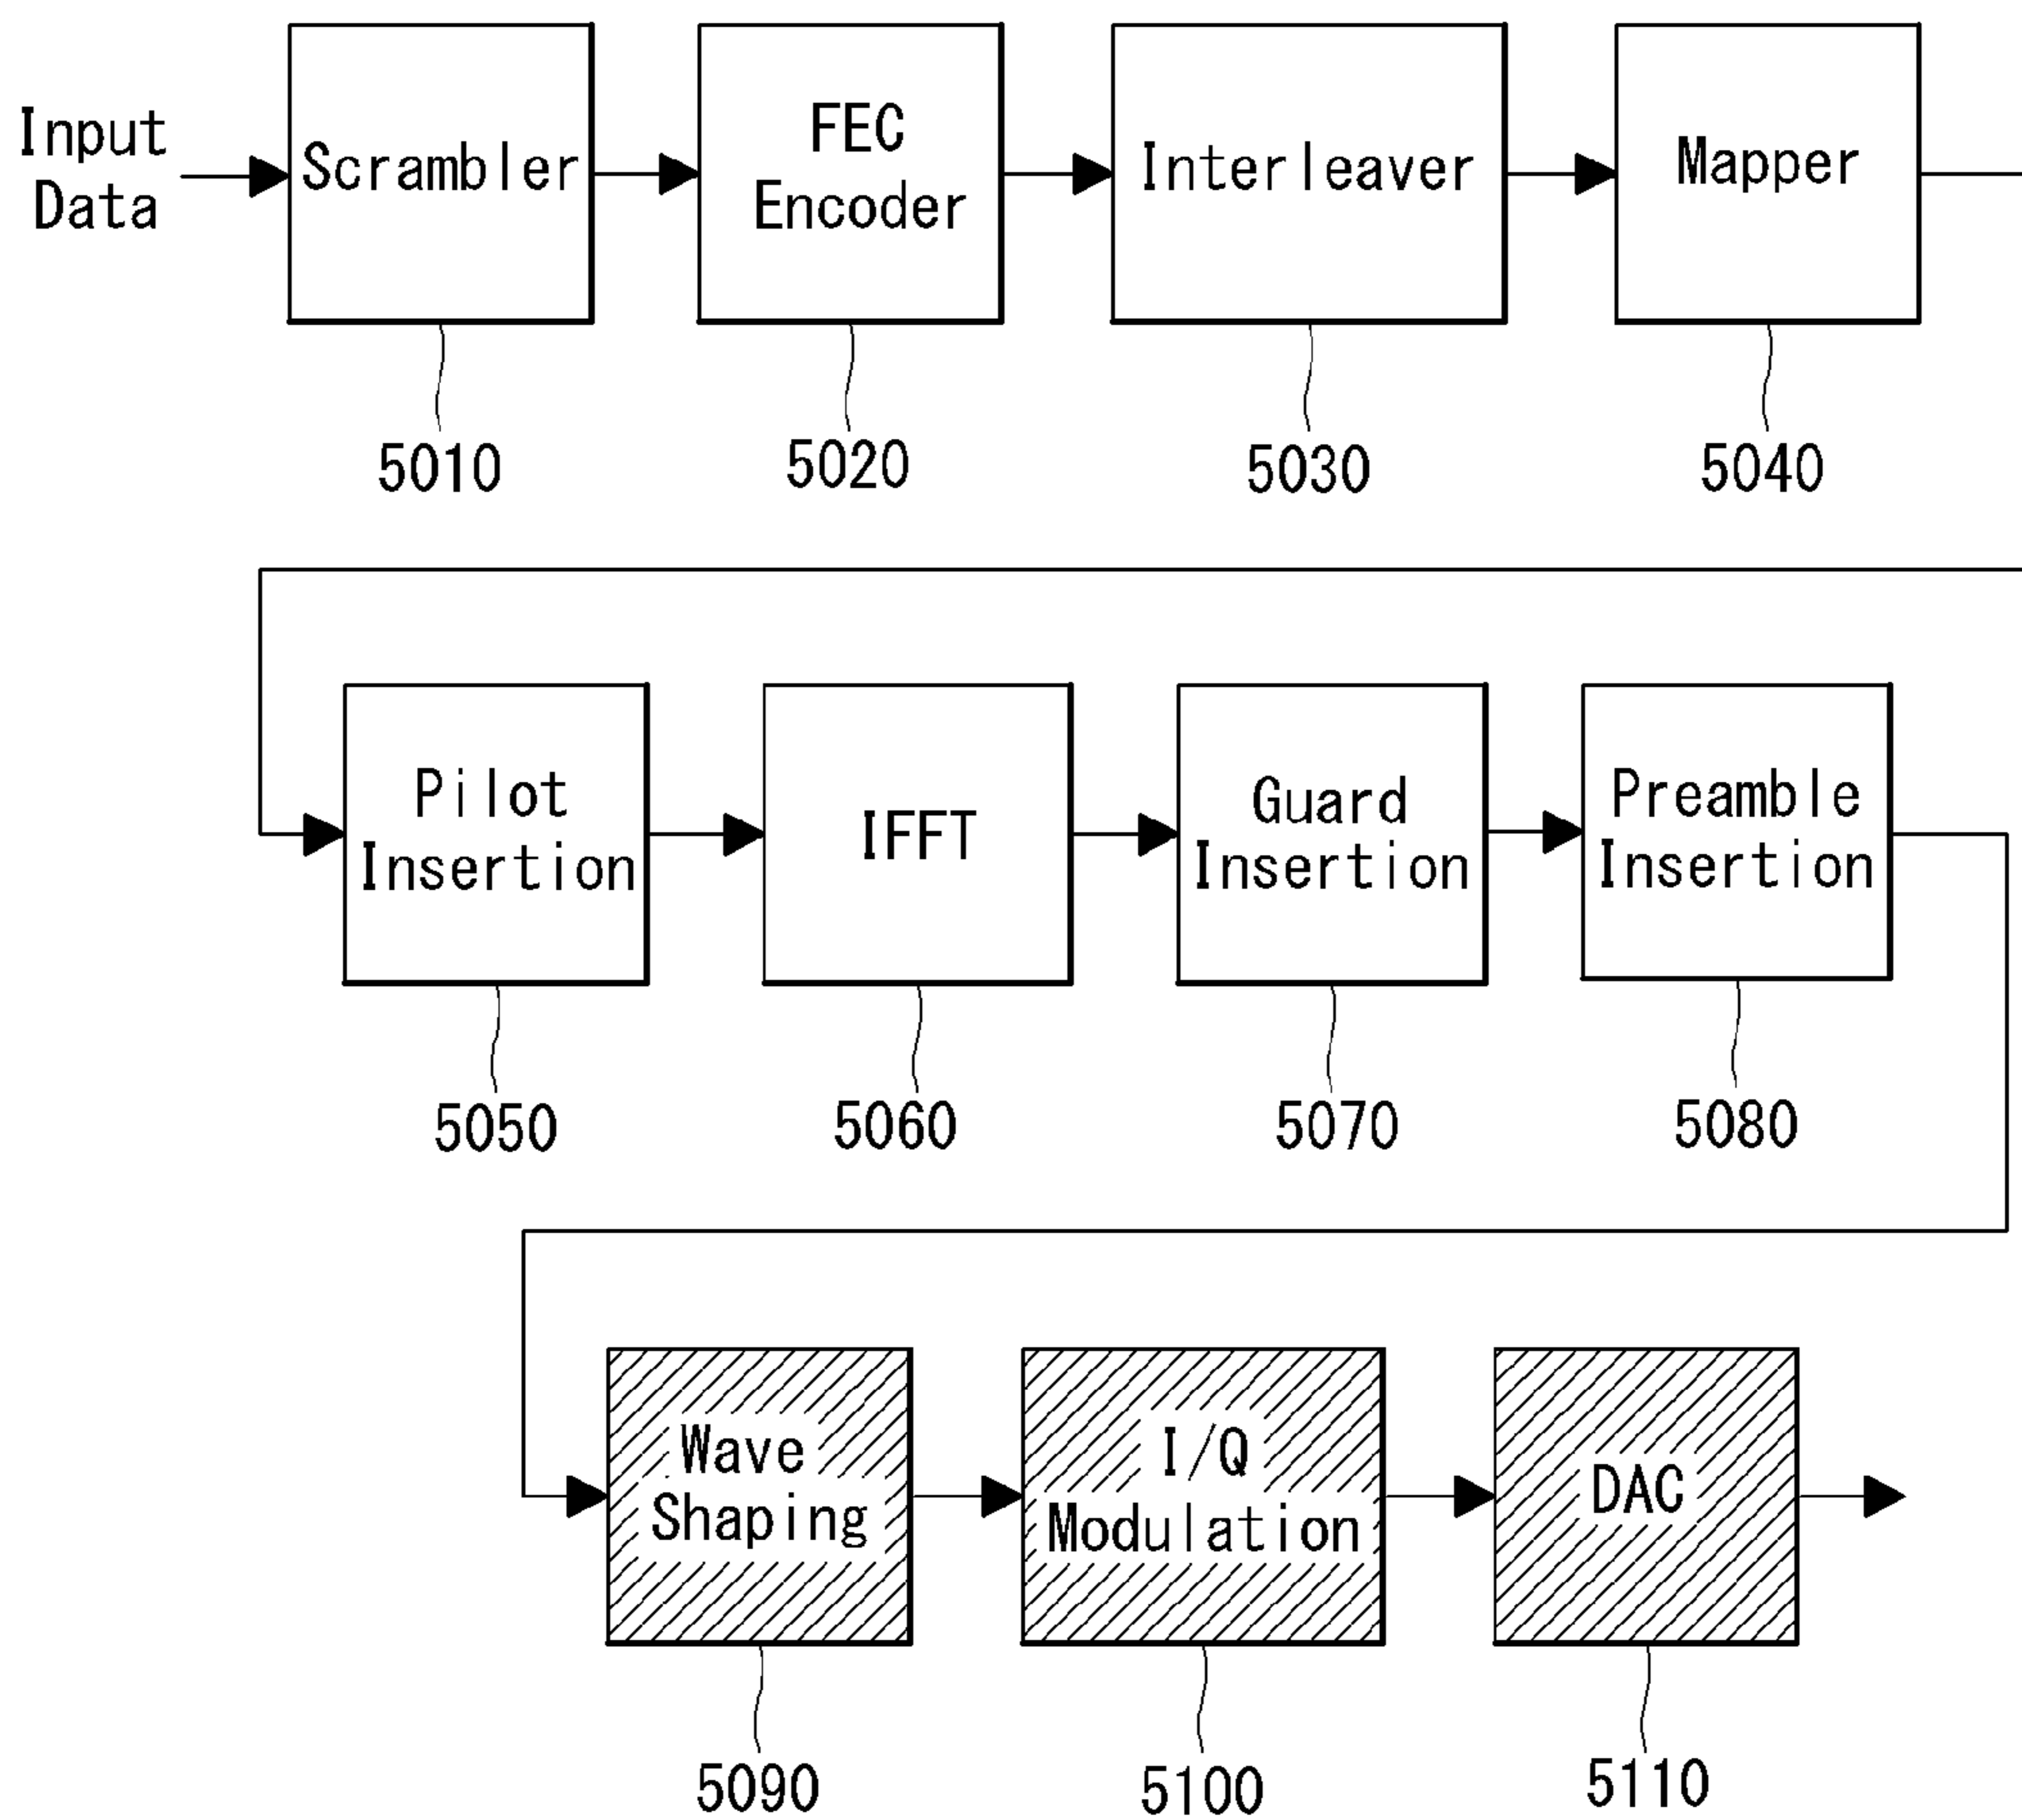 Input
Data
Scrambler
FEC
Encoder
Interleaver
Mapper
5010
5020
5030
5040
Pilot
Insertion
IFFT
Guard
Insertion
Preamble
Insertion
5050
5060
5070
5080
Wave
Shaping
I/Q
Modulation
DAC
5090
5100
5110